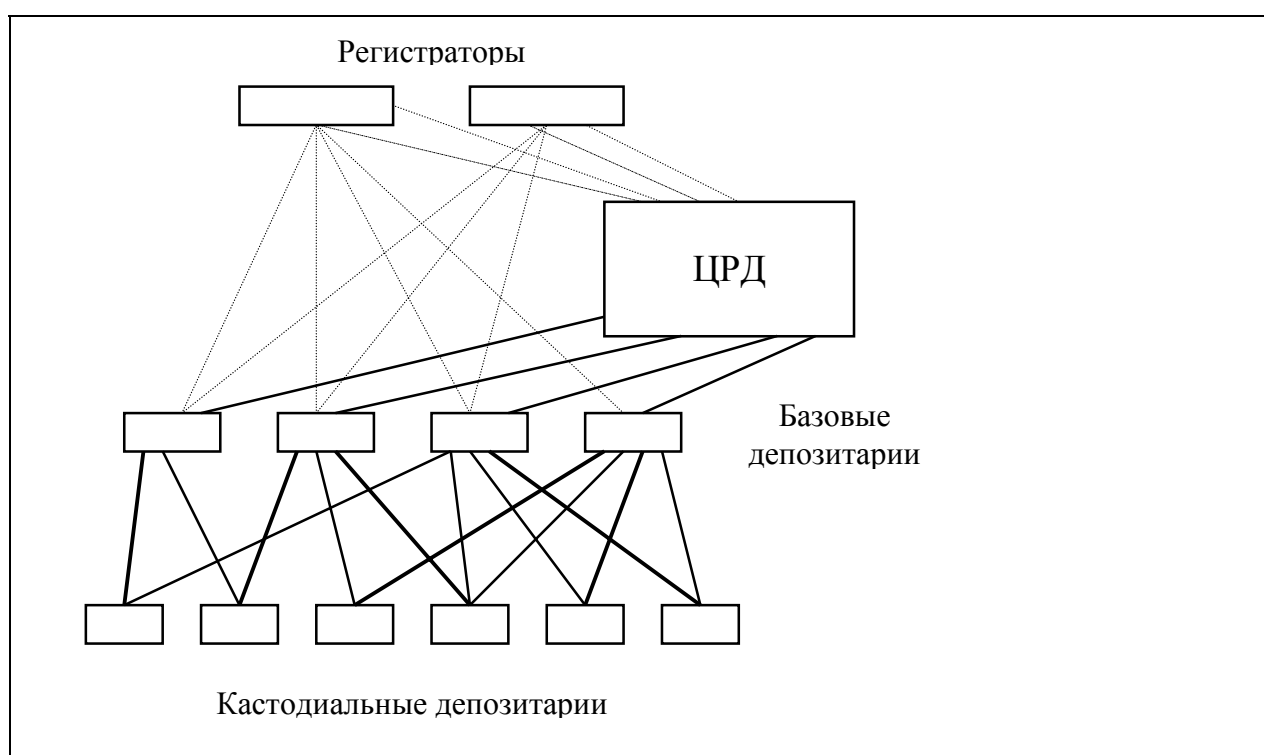 Регистраторы
ЦРД
Базовые
депозитарии
Кастодиальные депозитарии